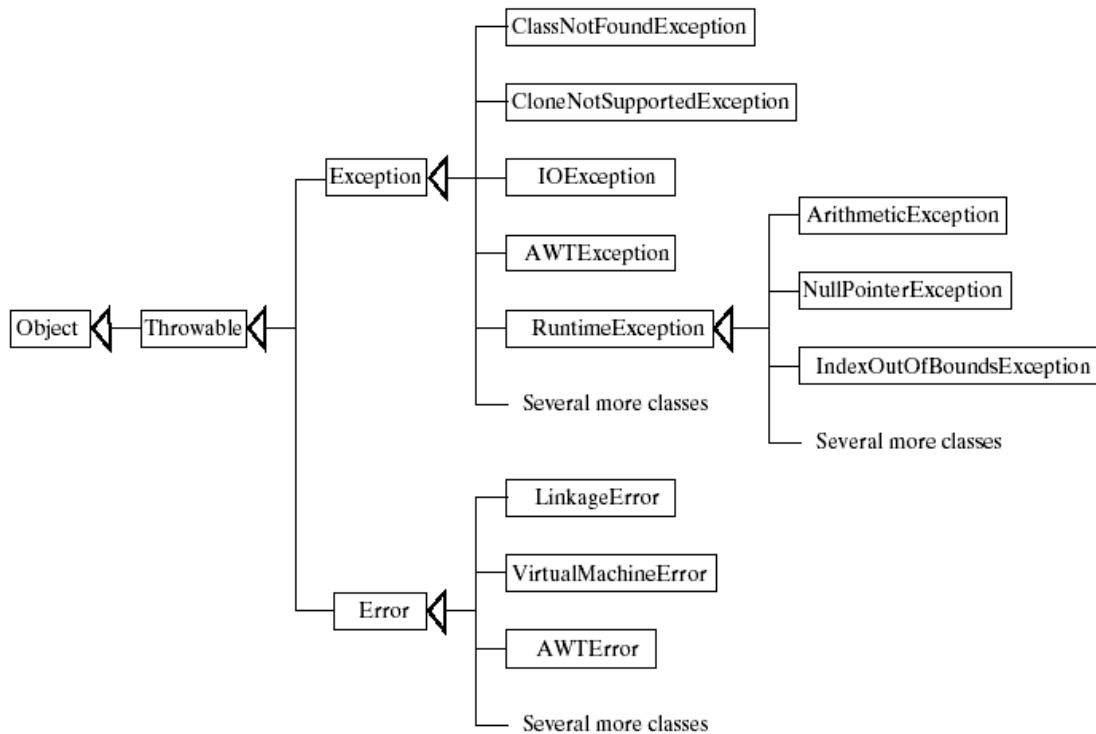 ClassNotFoundException
CloneNotSupportedException
Exception
IOException
ArithmeticException
AWTException
NullPointerException
Object
Throwable
RuntimeException
IndexOutOfBoundsException
Several more classes
Several more classes
LinkageError
VirtualMachineError
Error
AWTError
Several more classes